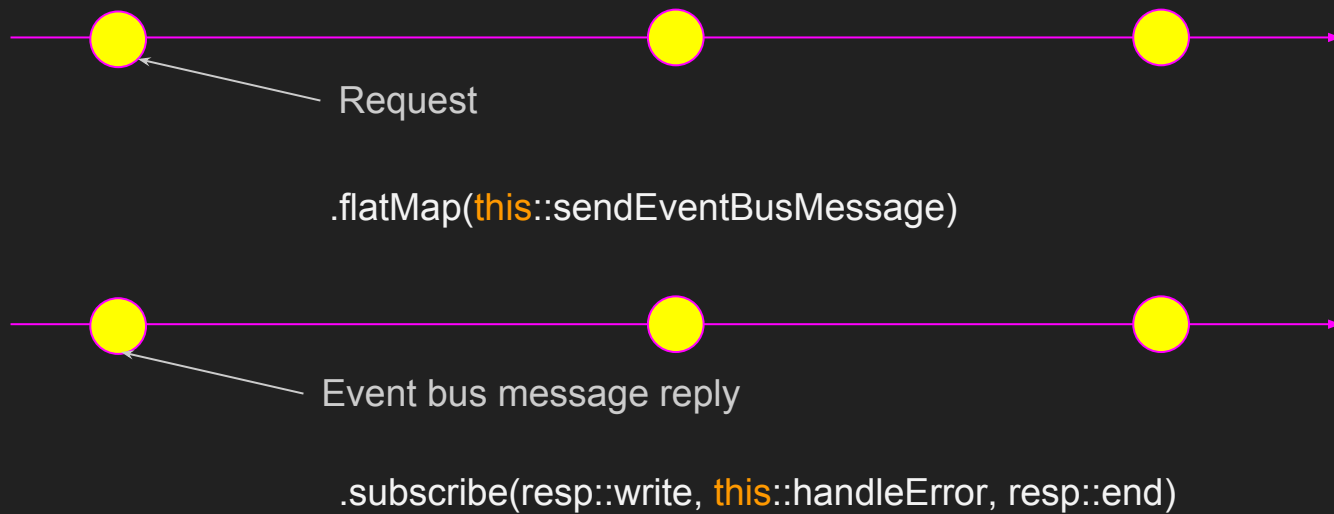 Request
.flatMap(this::sendEventBusMessage)
Event bus message reply
.subscribe(resp::write, this::handleError, resp::end)